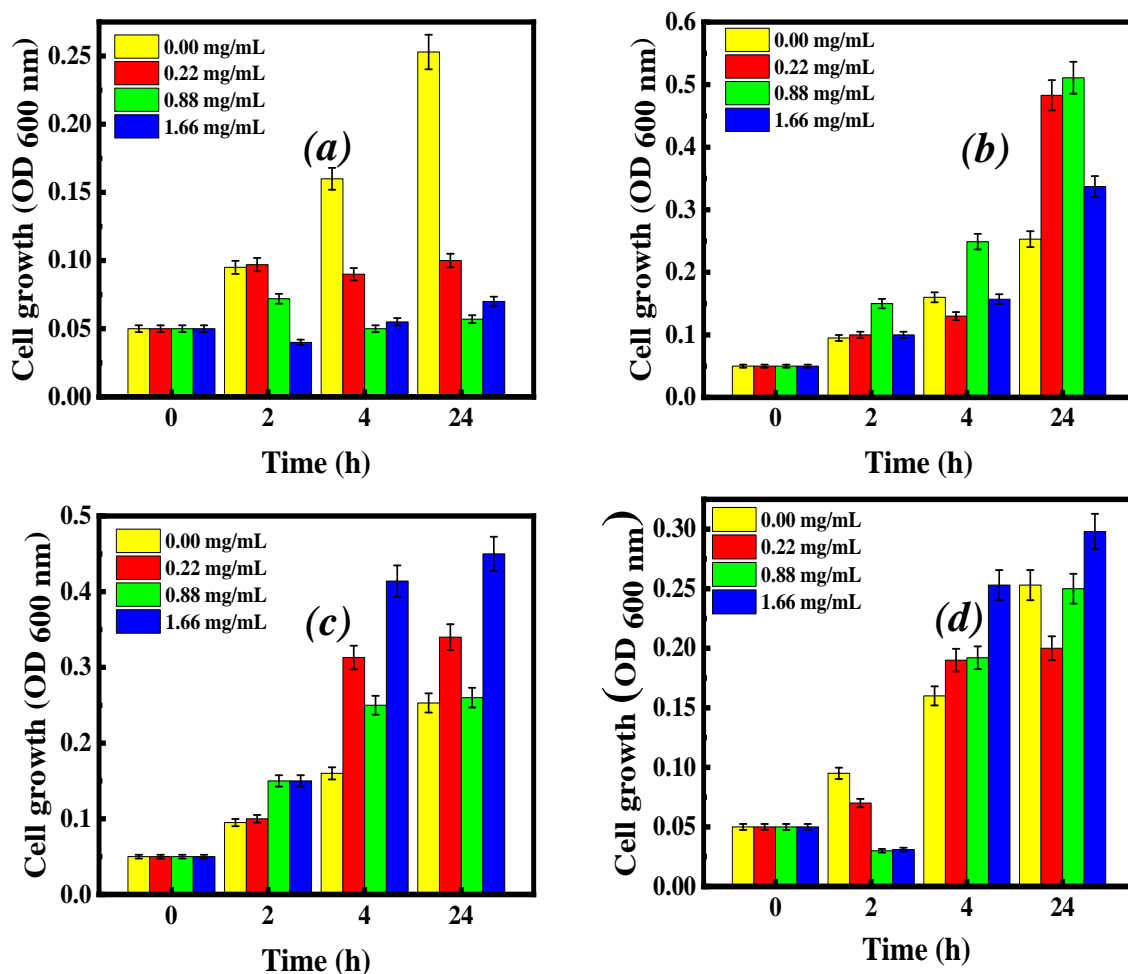 0.00 mg/mL
0.22 mg/mL
0.88 mg/mL
1.66 mg/mL
(a)
Cell growth (OD 600 nm)
0.25
0.20
0.15
0.10
0.05
0.00
0 2 4 24
Time (h)
0.00 mg/mL
0.22 mg/mL
0.88 mg/mL
1.66 mg/mL
(b)
Cell growth (OD 600 nm)
0.6
0.5
0.4
0.3
0.2
0.1
0.0
0 2 4 24
Time (h)
0.00 mg/mL
0.22 mg/mL
0.88 mg/mL
1.66 mg/mL
(c)
Cell growth (OD 600 nm)
0.5
0.4
0.3
0.2
0.1
0.0
0 2 4 24
Time (h)
0.00 mg/mL
0.22 mg/mL
0.88 mg/mL
1.66 mg/mL
(d)
Cell growth (OD 600 nm)
0.30
0.25
0.20
0.15
0.10
0.05
0.00
0 2 4 24
Time (h)